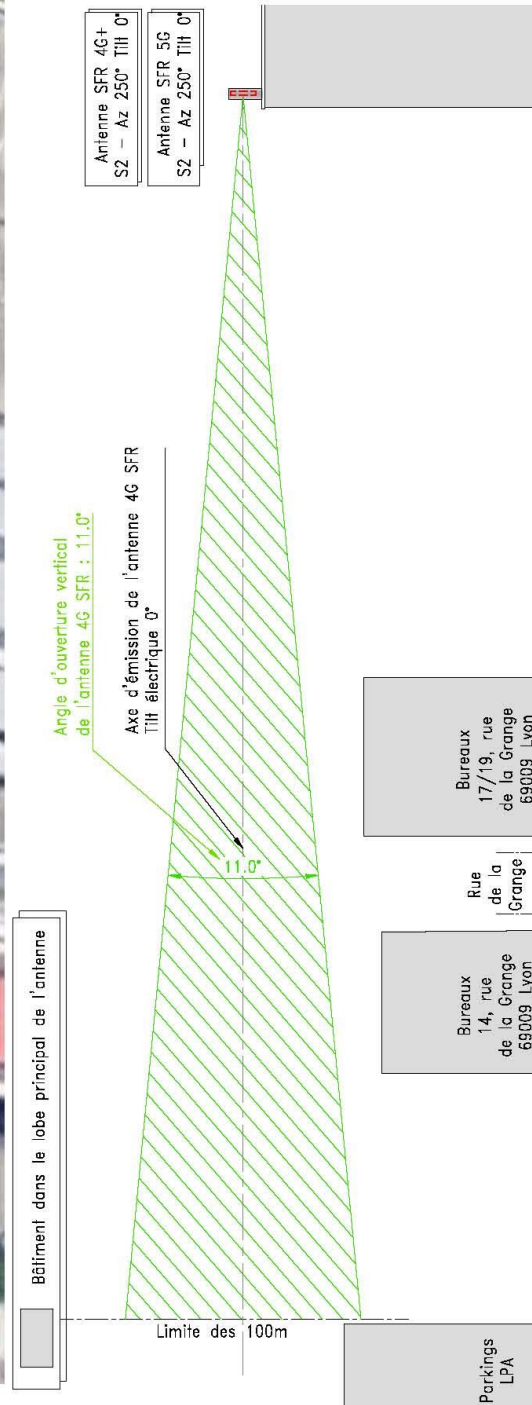 Bâtiment dans le lobe principal de l'antenne
Antenne SFR 4G+
S2 - Az 250° Tilt 0°
Antenne SFR 5G
S2 - Az 250° Tilt 0°
Angle d'ouverture vertical
de l'antenne 4G SFR : 11.0°
Axe d'émission de l'antenne 4G SFR
Tilt électrique 0°
11.0°
Limite des 100m
Parkings
LPA
Bureaux
14, rue
de la Grange
69009 Lyon
Rue
de la
Grange
Bureaux
17/19, rue
de la Grange
69009 Lyon